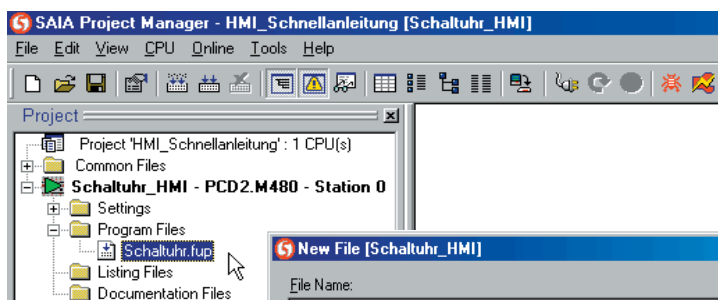 SAIA Project Manager - HMI_Schnellanleitung [Schaltuhr_HMI]
File Edit View CPU Online Tools Help
Project
Project 'HMI_Schnellanleitung' : 1 CPU(s)
Common Files
Schaltuhr_HMI - PCD2.M480 - Station 0
Settings
Program Files
Schaltuhr.fup
Listing Files
Documentation Files
New File [Schaltuhr_HMI]
File Name: